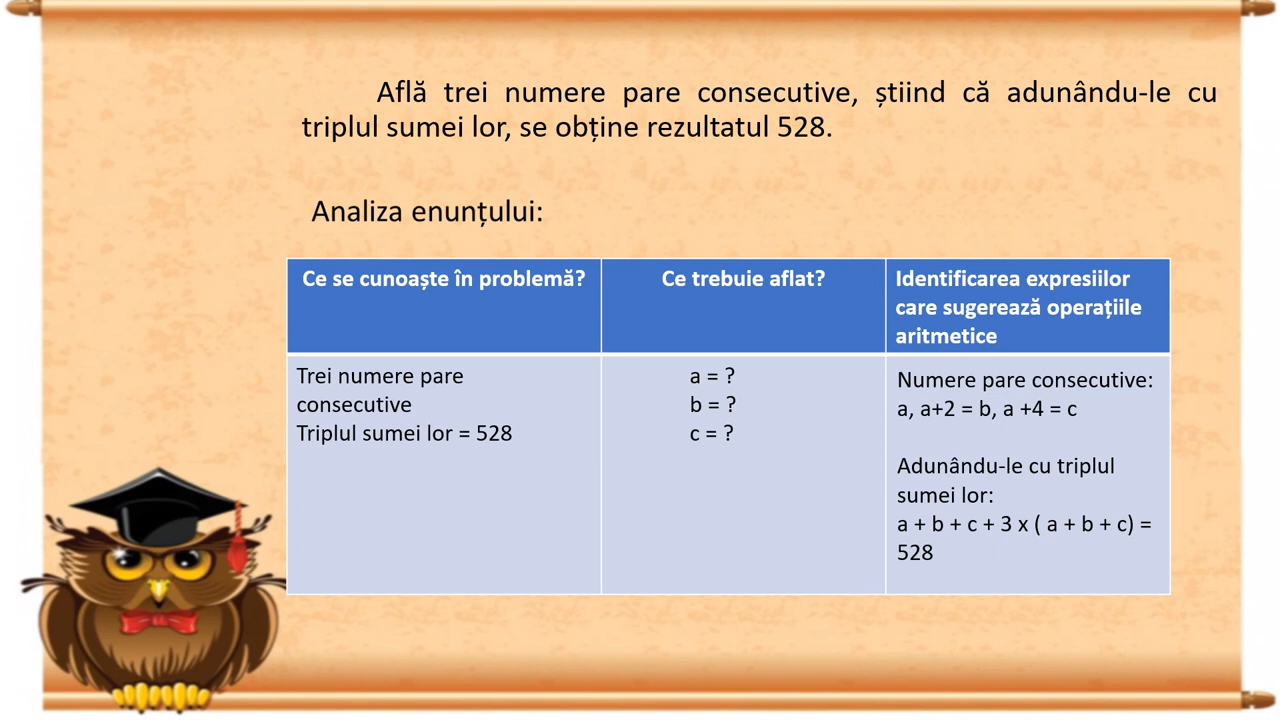 Află trei numere pare consecutive, știind că adunându-le cu
triplul sumei lor, se obține rezultatul 528.
Analiza enunțului:
Ce se cunoaște în problemă?
Ce trebuie aflat?
Identificarea expresiilor
care sugerează operațiile
aritmetice
Trei numere pare
consecutive
Triplul sumei lor = 528
a = ?
b = ?
c = ?
Numere pare consecutive:
a, a+2 = b, a +4 = c
Adunându-le cu triplul
sumei lor:
a + b + c + 3 x ( a + b + c) =
528